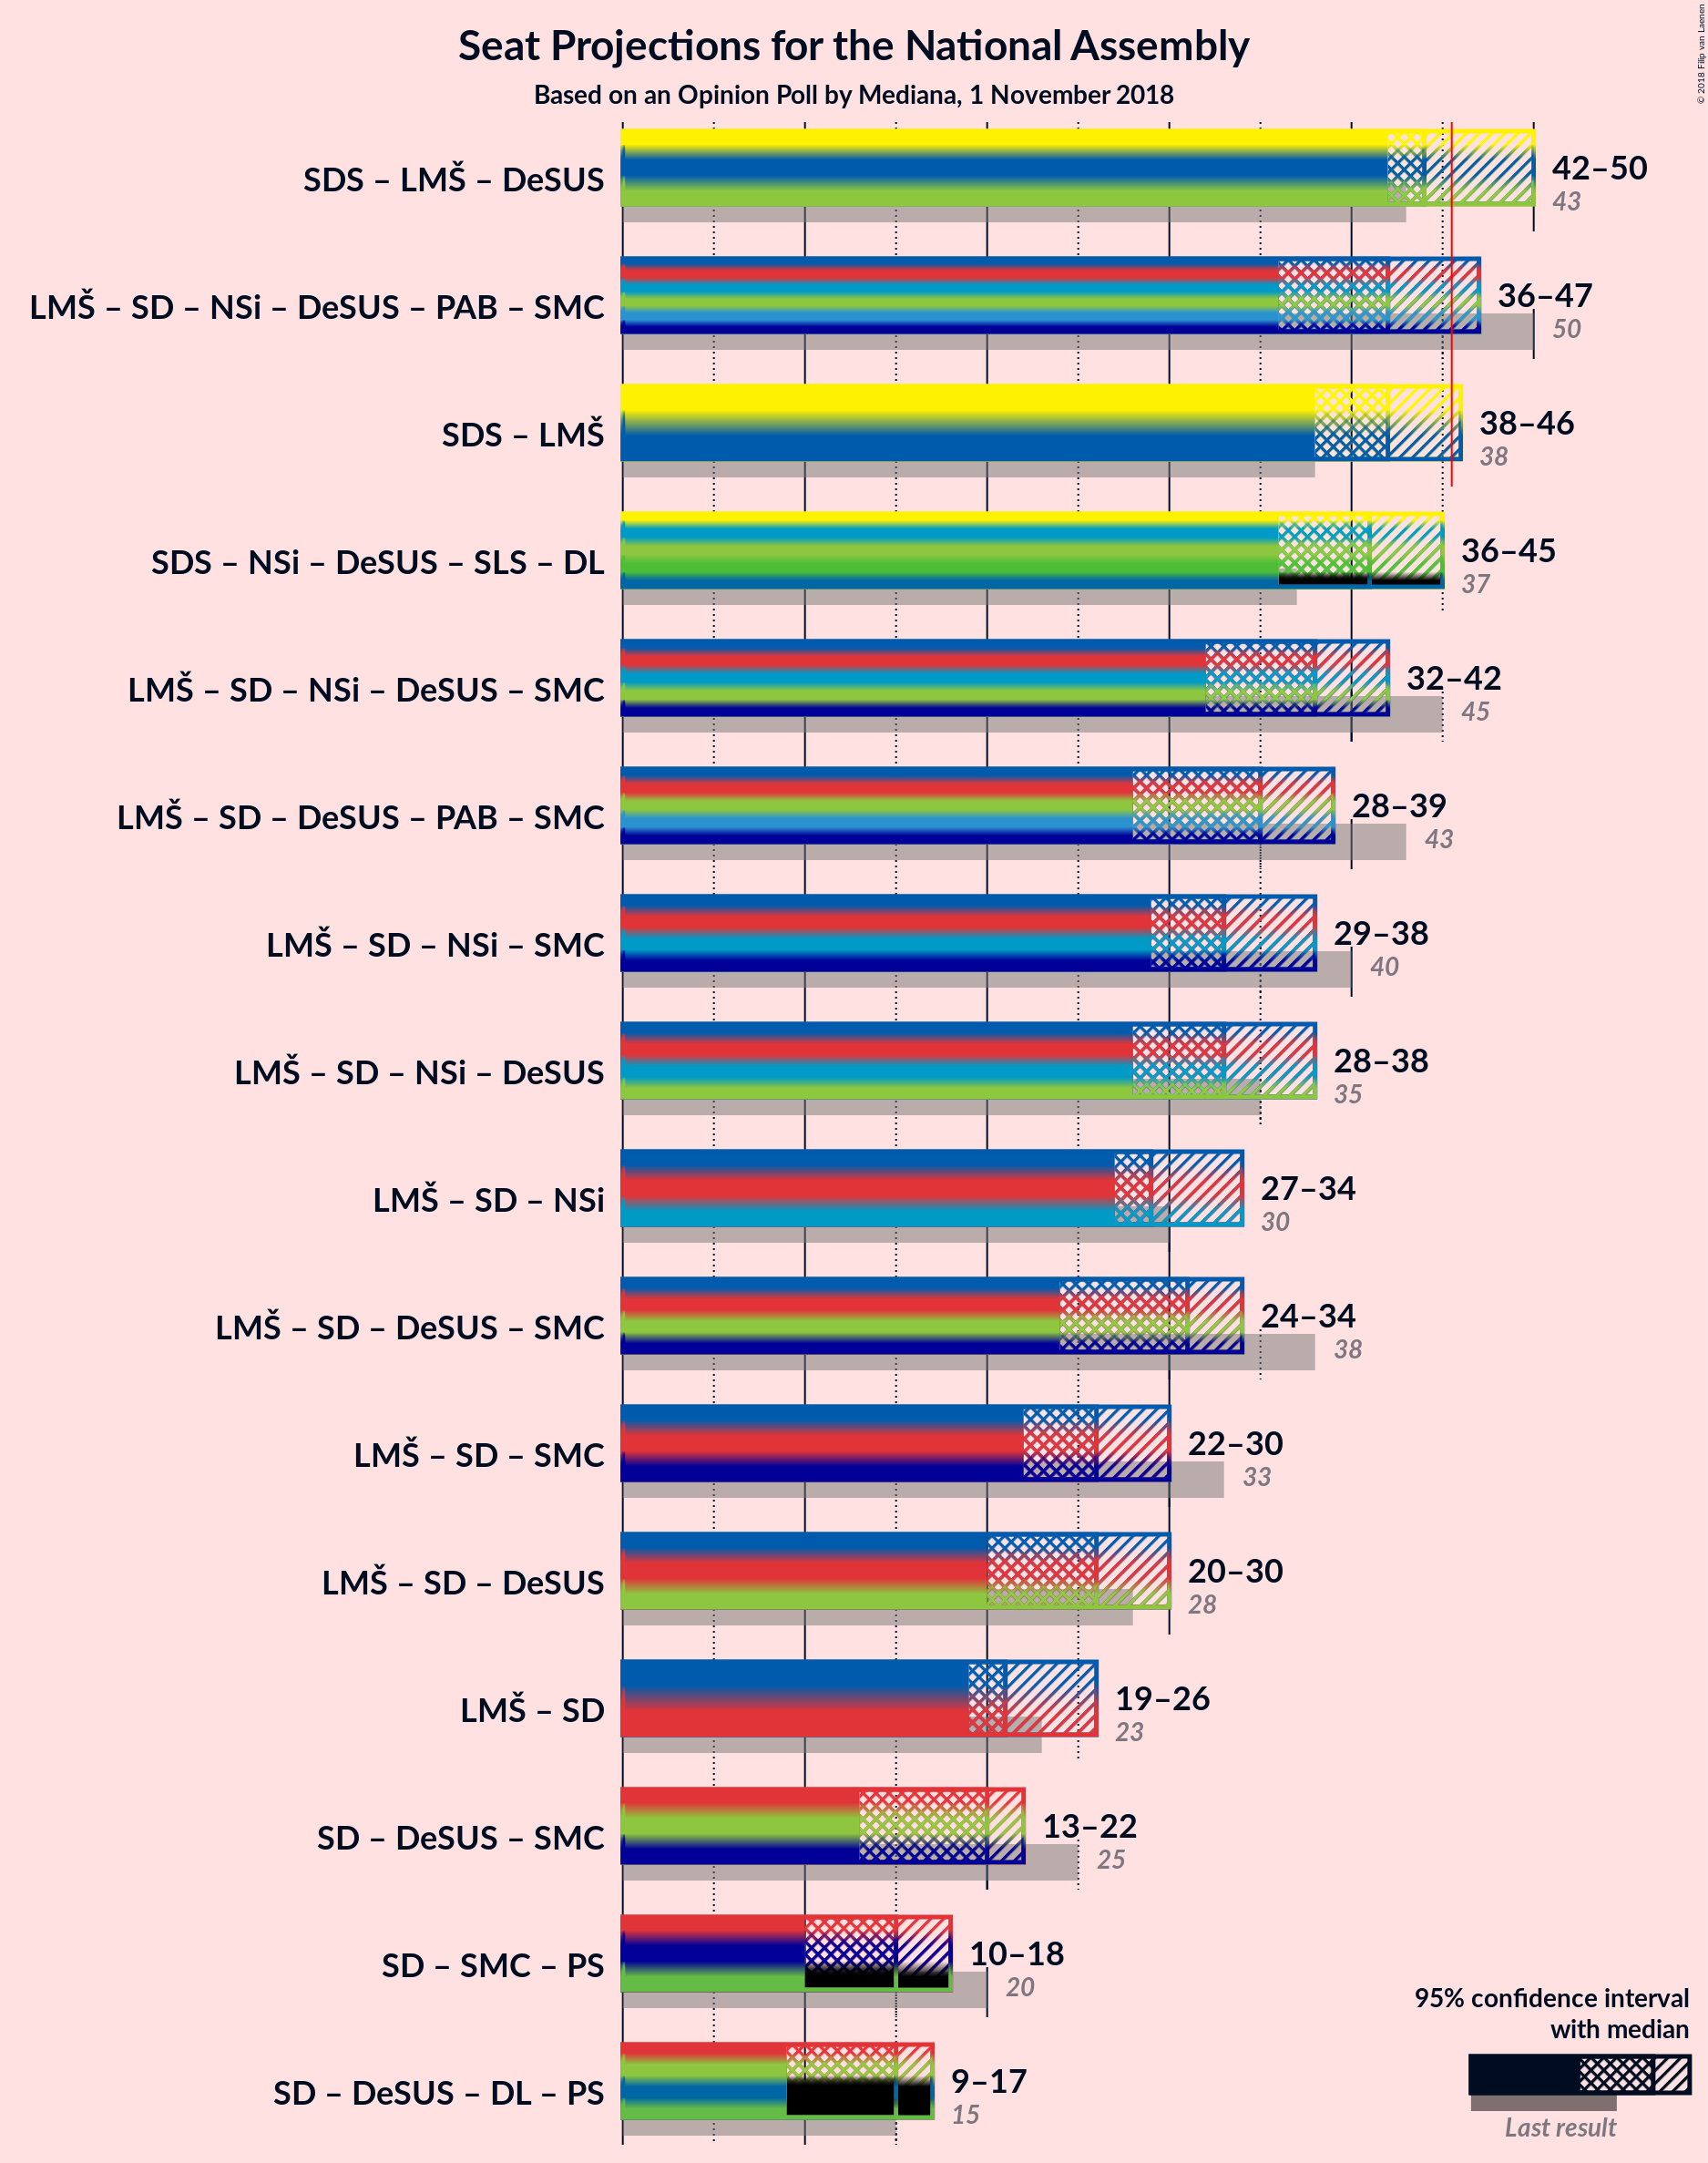 © 2018 Filip van Laenen
Seat Projections for the National Assembly
Based on an Opinion Poll by Mediana, 1 November 2018
SDS – LMŠ – DeSUS
42–50
43
LMŠ – SD – NSi – DeSUS – PAB – SMC
36–47
50
SDS – LMŠ
38–46
38
SDS – NSi – DeSUS – SLS – DL
36–45
37
LMŠ – SD – NSi – DeSUS – SMC
32–42
45
LMŠ – SD – DeSUS – PAB – SMC
28–39
43
LMŠ – SD – NSi – SMC
29–38
40
LMŠ – SD – NSi – DeSUS
28–38
35
LMŠ – SD – NSi
27–34
30
LMŠ – SD – DeSUS – SMC
24–34
38
LMŠ – SD – SMC
22–30
33
LMŠ – SD – DeSUS
20–30
28
LMŠ – SD
19–26
23
SD – DeSUS – SMC
13–22
25
SD – SMC – PS
10–18
20
SD – DeSUS – DL – PS
9–17
15
95% confidence interval
with median
Last result